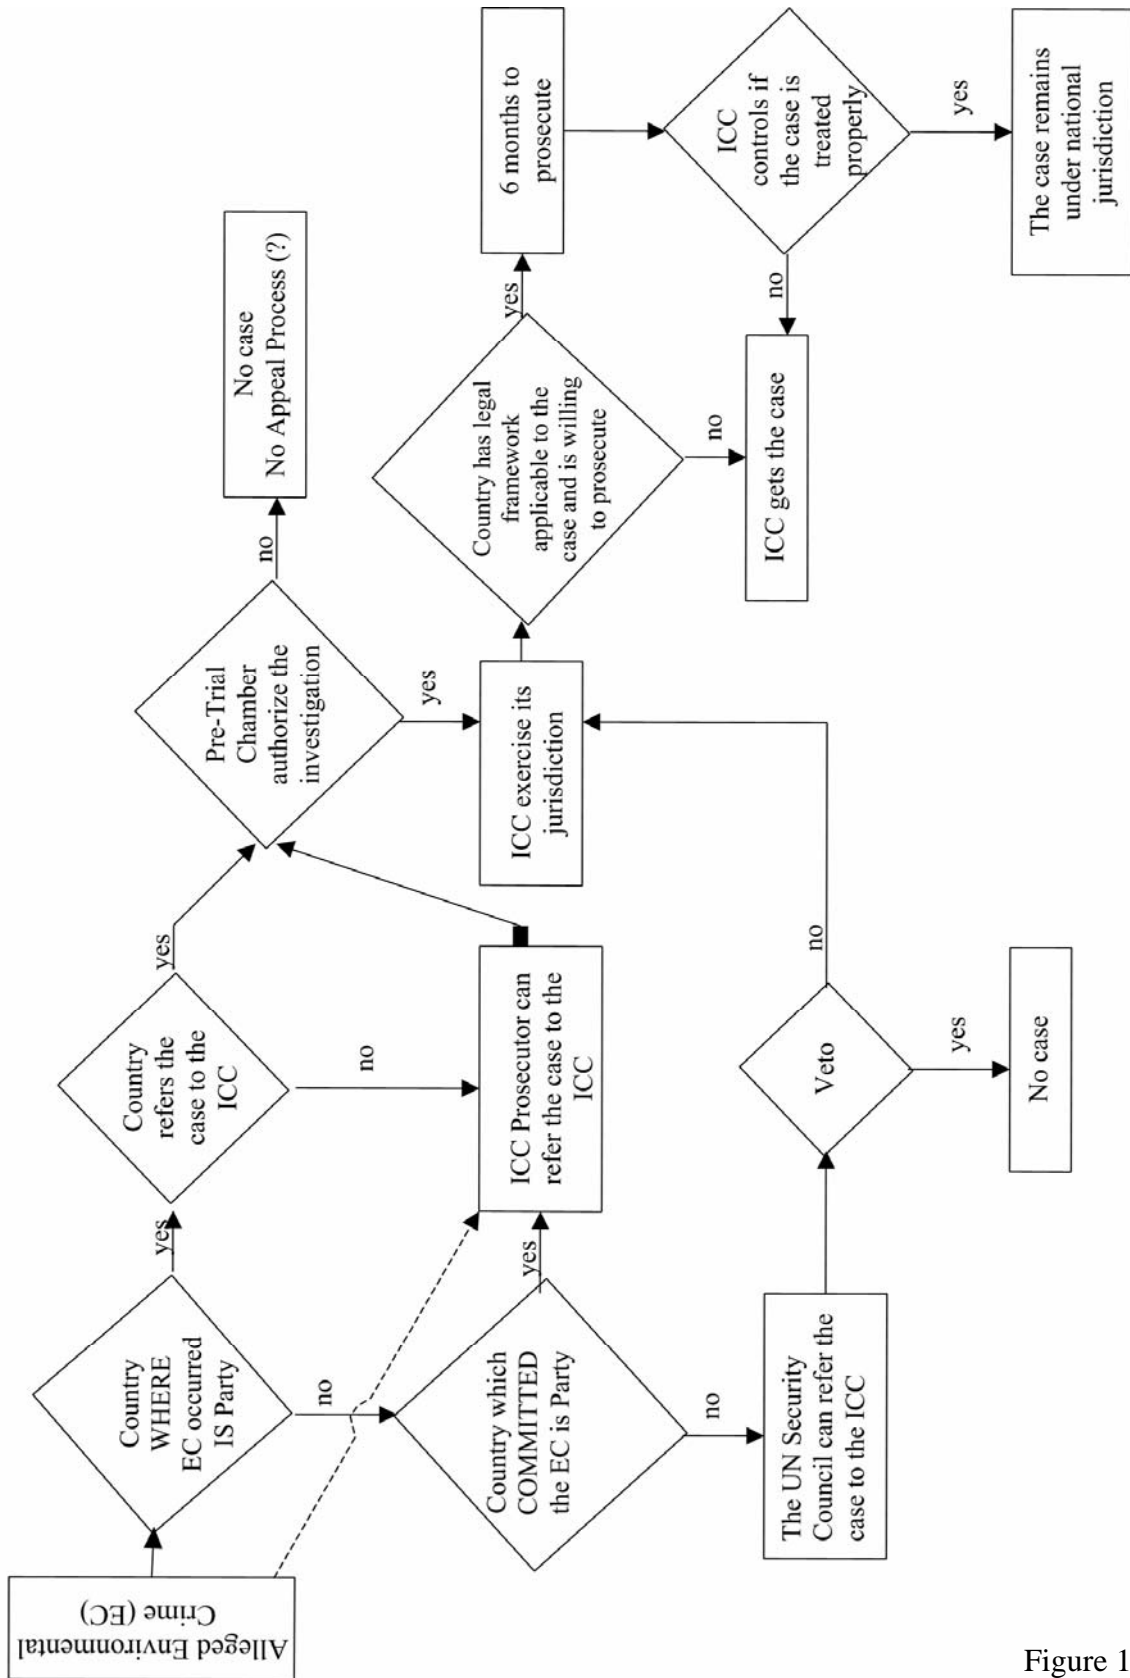 Alleged Environmental
Crime (EC)
Country
WHERE
EC occurred
IS Party
yes
no
Country
refers the
case to the
ICC
yes
no
Pre-Trial
Chamber
authorize the
investigation
no
yes
No case
No Appeal Process (?)
Country which
COMMITTED
the EC is Party
yes
no
ICC Prosecutor can
refer the case to the
ICC
ICC exercise its
jurisdiction
Country has legal
framework
applicable to the
case and is willing
to prosecute
yes
no
6 months to
prosecute
ICC
controls if
the case is
treated
properly
no
yes
ICC gets the case
The case remains
under national
jurisdiction
The UN Security
Council can refer the
case to the ICC
Veto
no
yes
No case
Figure 1